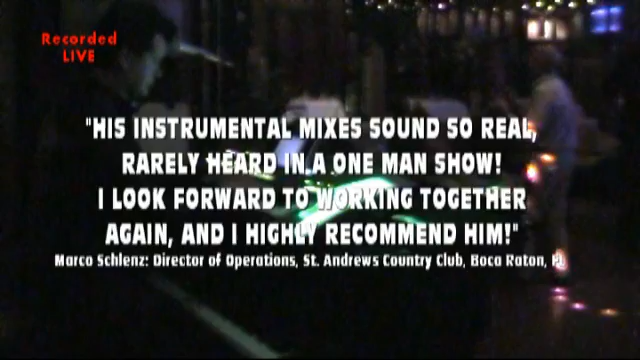 Recorded
LIVE
"HIS INSTRUMENTAL MIXES SOUND SO REAL,
RARELY HEARD IN A ONE MAN SHOW!
I LOOK FORWARD TO WORKING TOGETHER
AGAIN, AND I HIGHLY RECOMMEND HIM!"
Marco Schlenz: Director of Operations, St. Andrews Country Club, Boca Raton, FL